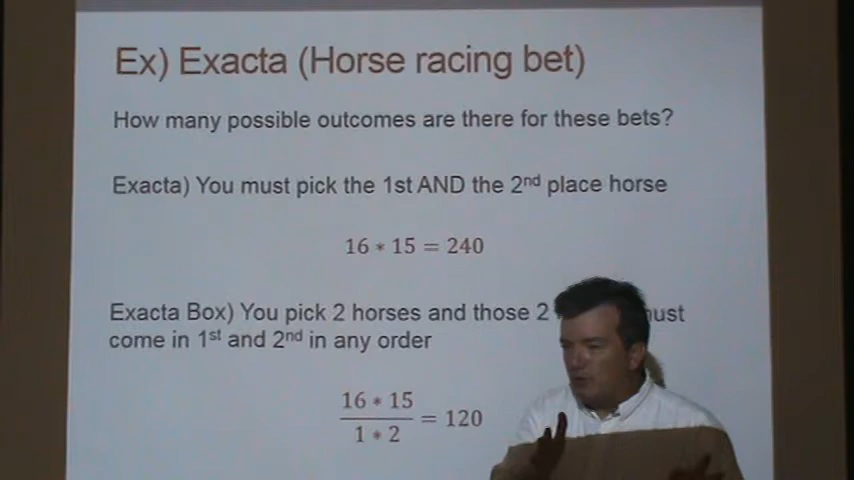 Ex) Exacta (Horse racing bet)
How many possible outcomes are there for these bets?
Exacta) You must pick the 1st AND the 2nd place horse
16 * 15 = 240
Exacta Box) You pick 2 horses and those 2
come in 1st and 2nd in any order
16 * 15
1 * 2
= 120